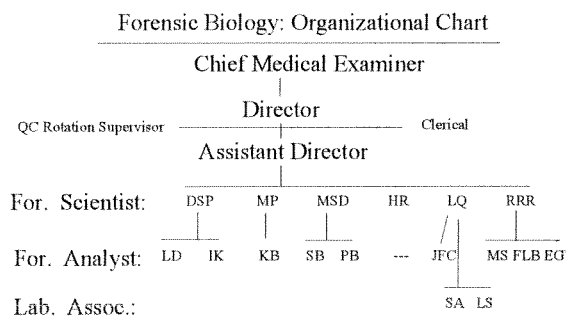 Forensic Biology: Organizational Chart
Chief Medical Examiner
Director
QC Rotation Supervisor Clerical
Assistant Director
For. Scientist: DSP MP MSD HR LQ RRR
For. Analyst: LD IK KB SB PB --- JFC MS FLB EG
Lab. Assoc.: SA LS